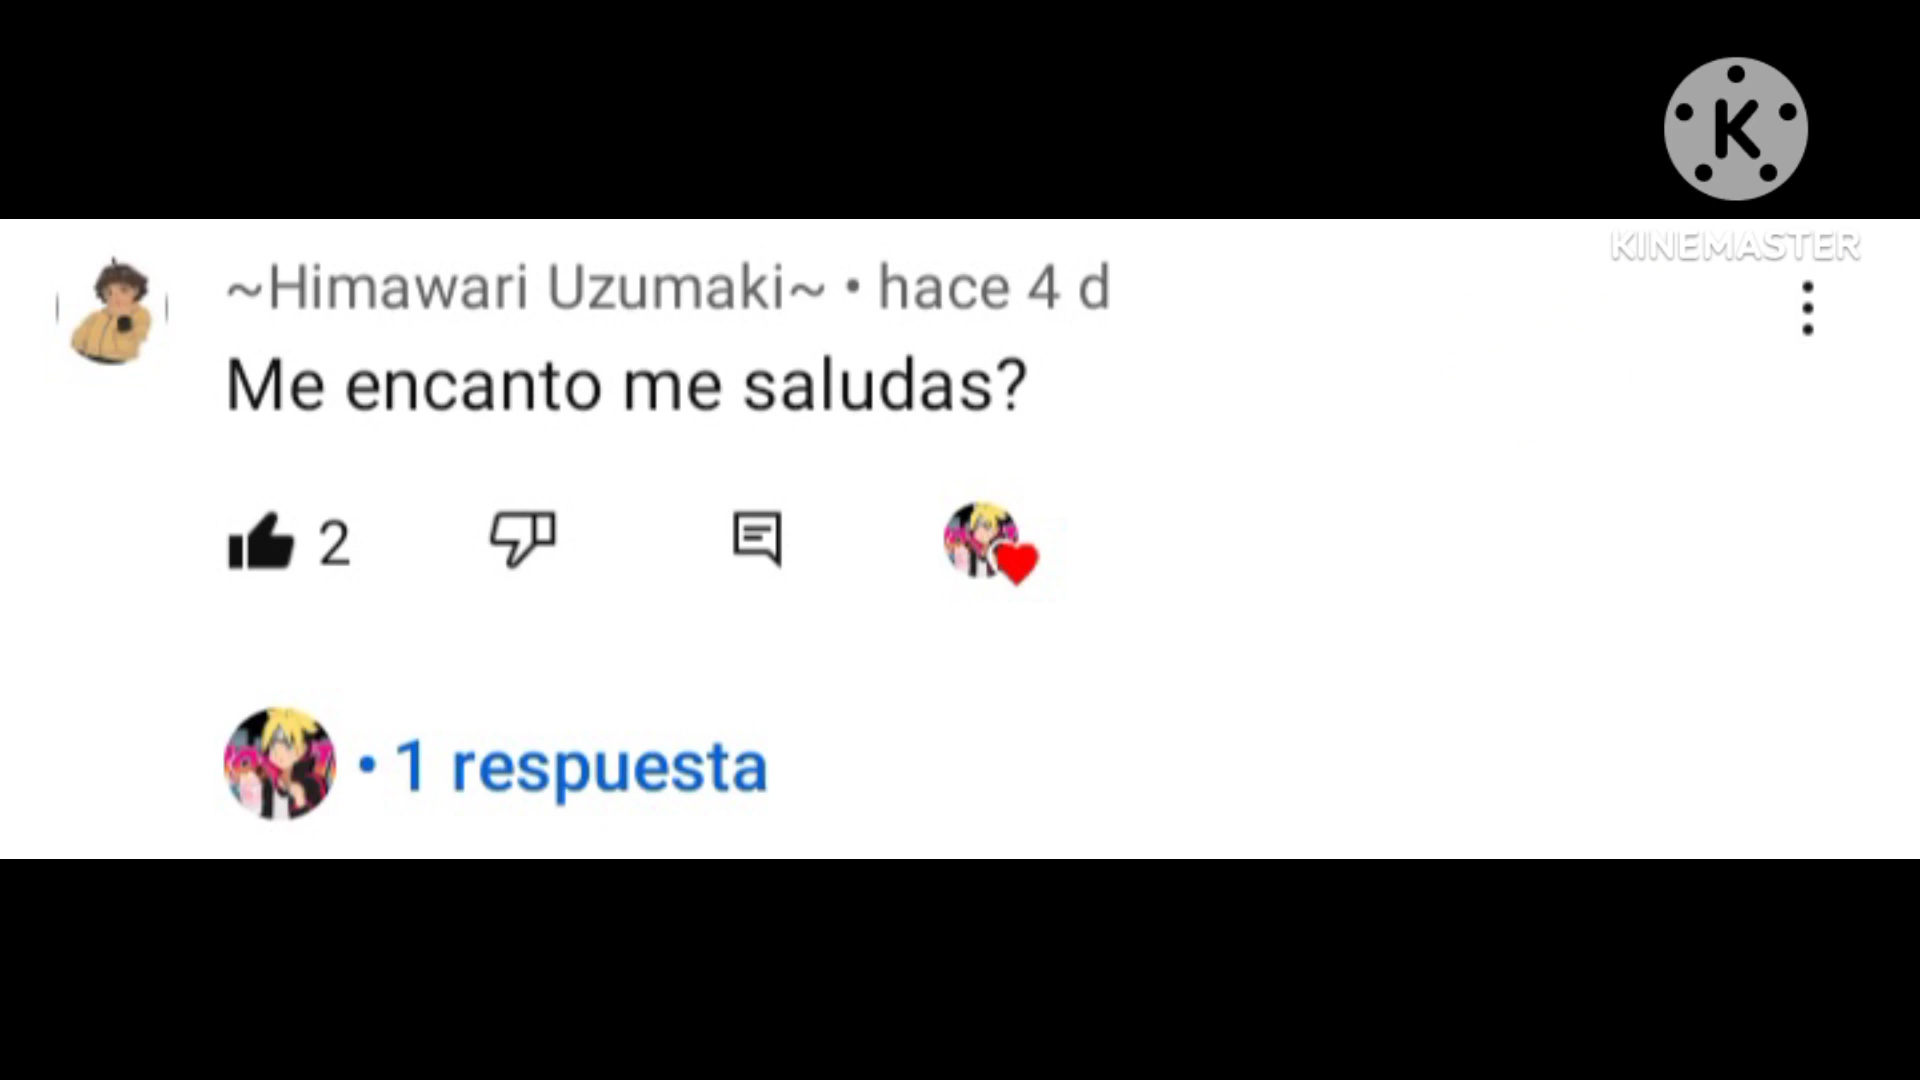 K
KINEMASTER
~Himawari Uzumaki~ • hace 4 d
Me encanto me saludas?
2
• 1 respuesta